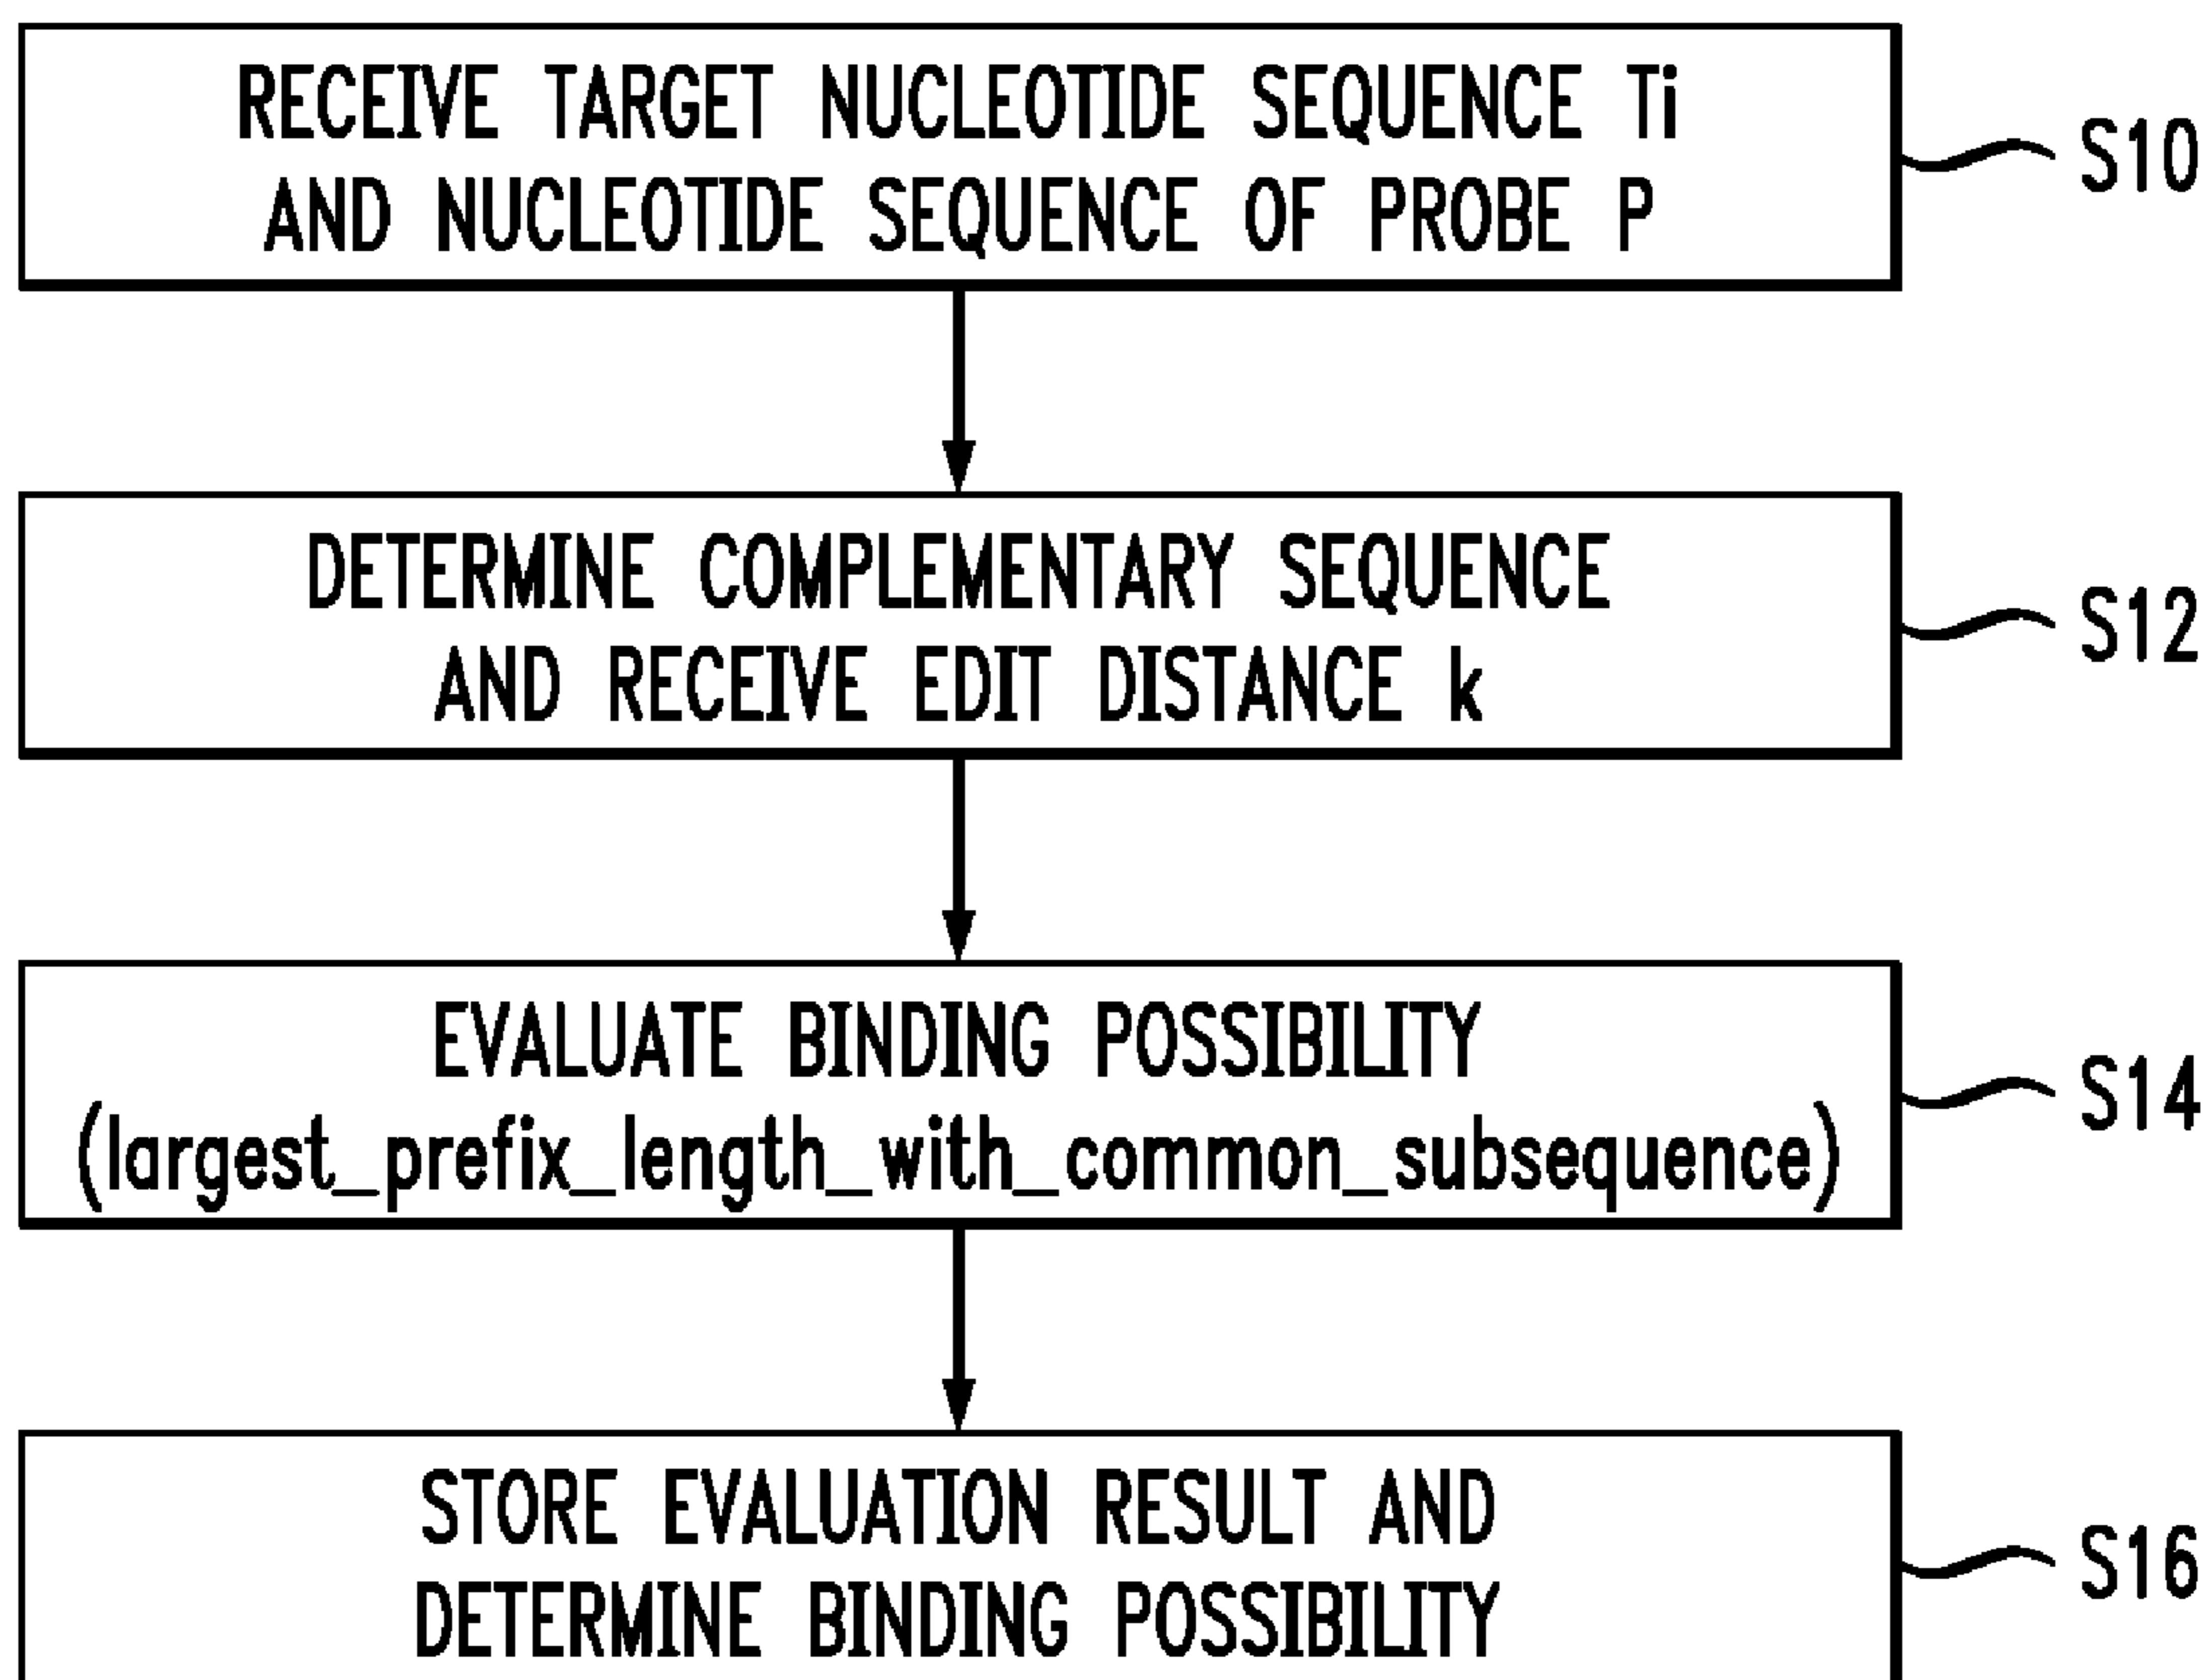 RECEIVE TARGET NUCLEOTIDE SEQUENCE Ti
AND NUCLEOTIDE SEQUENCE OF PROBE P
S10
DETERMINE COMPLEMENTARY SEQUENCE
AND RECEIVE EDIT DISTANCE k
S12
EVALUATE BINDING POSSIBILITY
(largest_prefix_length_with_common_subsequence)
S14
STORE EVALUATION RESULT AND
DETERMINE BINDING POSSIBILITY
S16